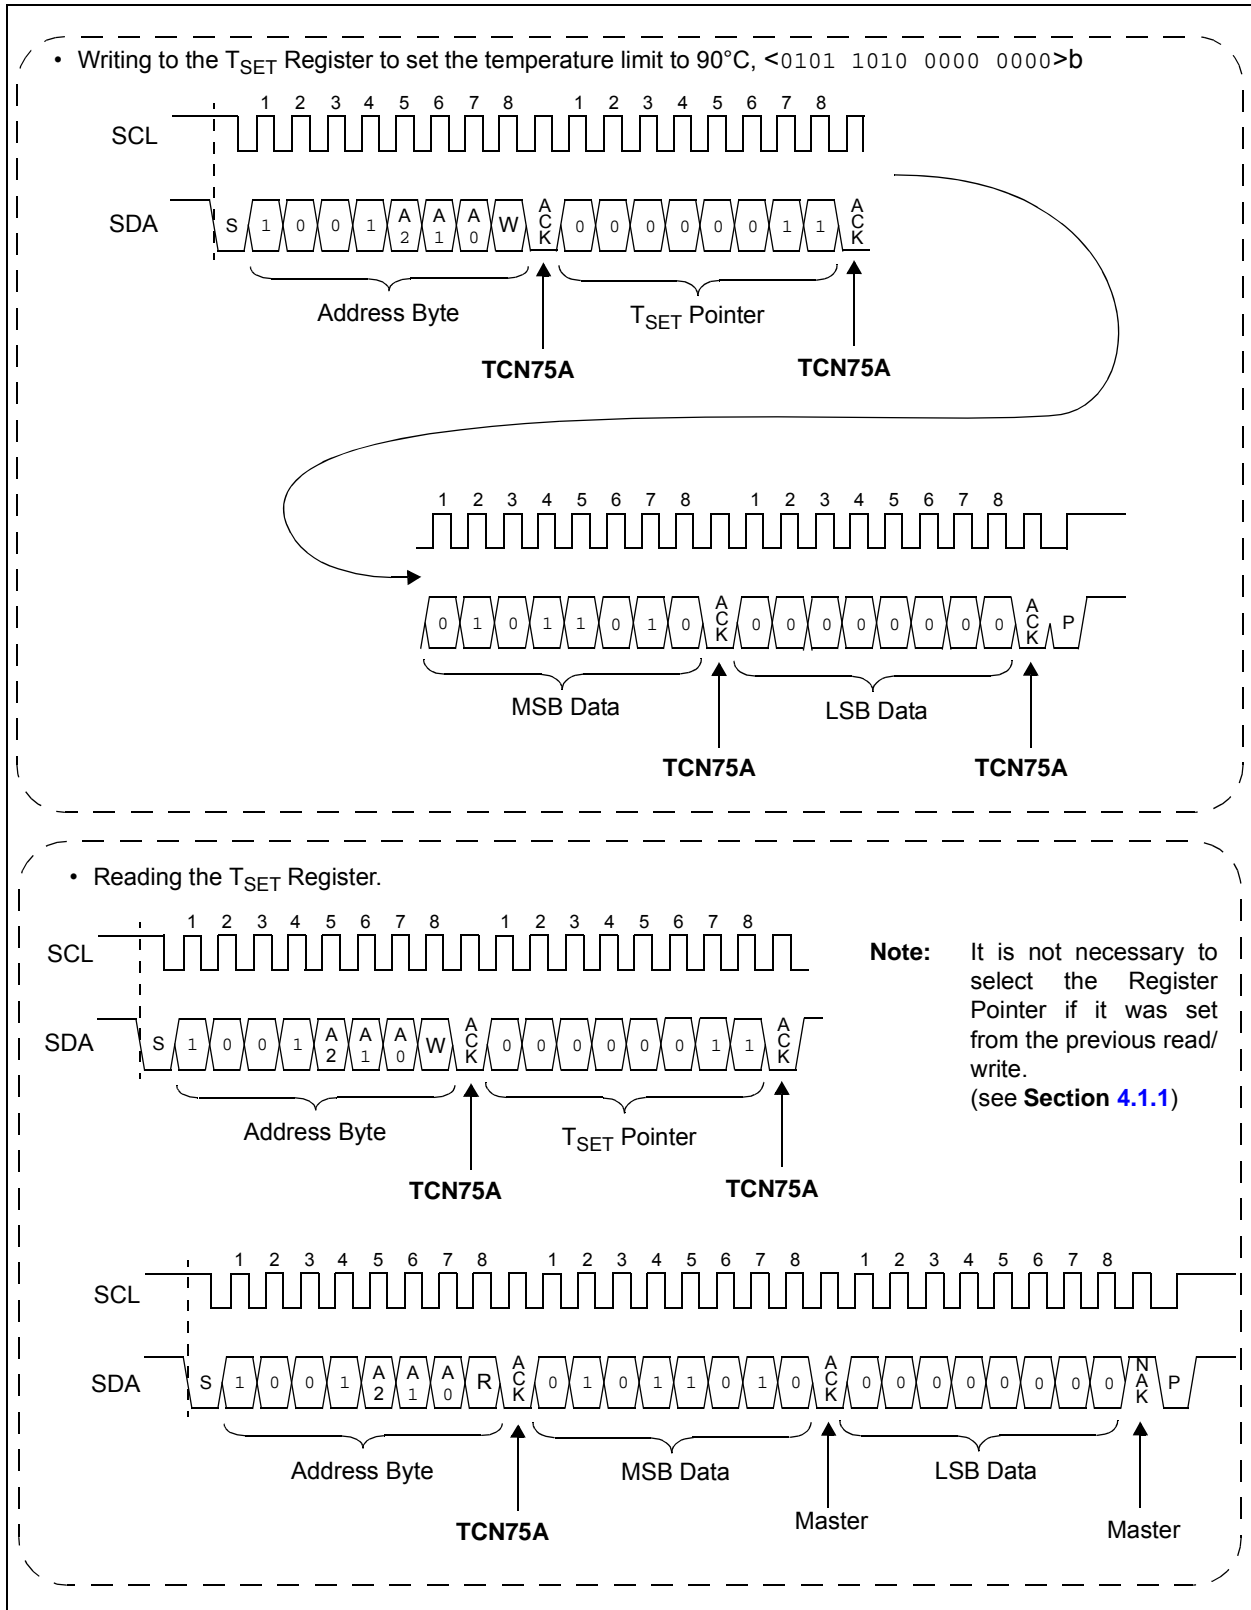 • Writing to the TSET Register to set the temperature limit to 90°C, <0101 1010 0000 0000>b
1 2 3 4 5 6 7 8 1 2 3 4 5 6 7 8
SCL
SDA S 1 0 0 1 A2 A1 A0 W ACK 0 0 0 0 0 0 1 1 ACK
Address Byte TSET Pointer
TCN75A TCN75A
1 2 3 4 5 6 7 8 1 2 3 4 5 6 7 8
0 1 0 1 1 0 1 0 ACK 0 0 0 0 0 0 0 0 ACK P
MSB Data LSB Data
TCN75A TCN75A
• Reading the TSET Register.
1 2 3 4 5 6 7 8 1 2 3 4 5 6 7 8
SCL
SDA S 1 0 0 1 A2 A1 A0 W ACK 0 0 0 0 0 0 1 1 ACK
Address Byte TSET Pointer
TCN75A TCN75A
Note: It is not necessary to
select the Register
Pointer if it was set
from the previous read/
write.
(see Section 4.1.1)
1 2 3 4 5 6 7 8 1 2 3 4 5 6 7 8 1 2 3 4 5 6 7 8
SCL
SDA S 1 0 0 1 A2 A1 A0 R ACK 0 1 0 1 1 0 1 0 ACK 0 0 0 0 0 0 0 0 NAK P
Address Byte MSB Data LSB Data
TCN75A Master Master